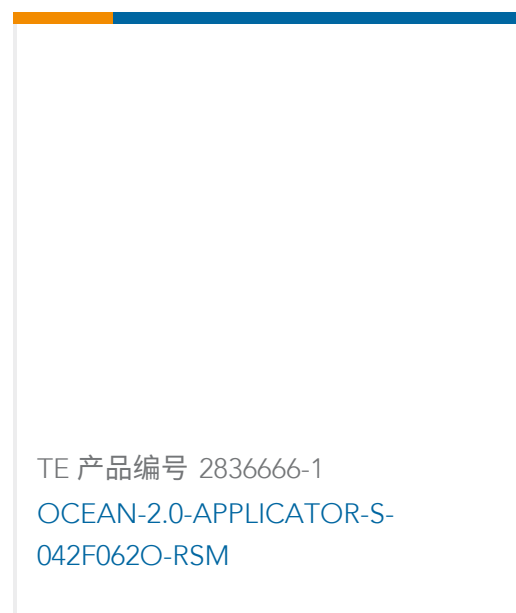 TE 产品编号 2836666-1
OCEAN-2.0-APPLICATOR-S-
042F062O-RSM